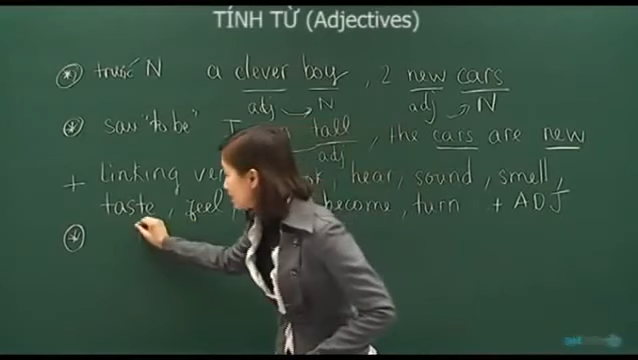 TÍNH TỪ (Adjectives)
trước N a clever boy , 2 new cars
adj N adj N
sau "to be" I tall , the cars are new
adj
+ linking hear, sound, smell,
taste, feel, become, turn + ADJ